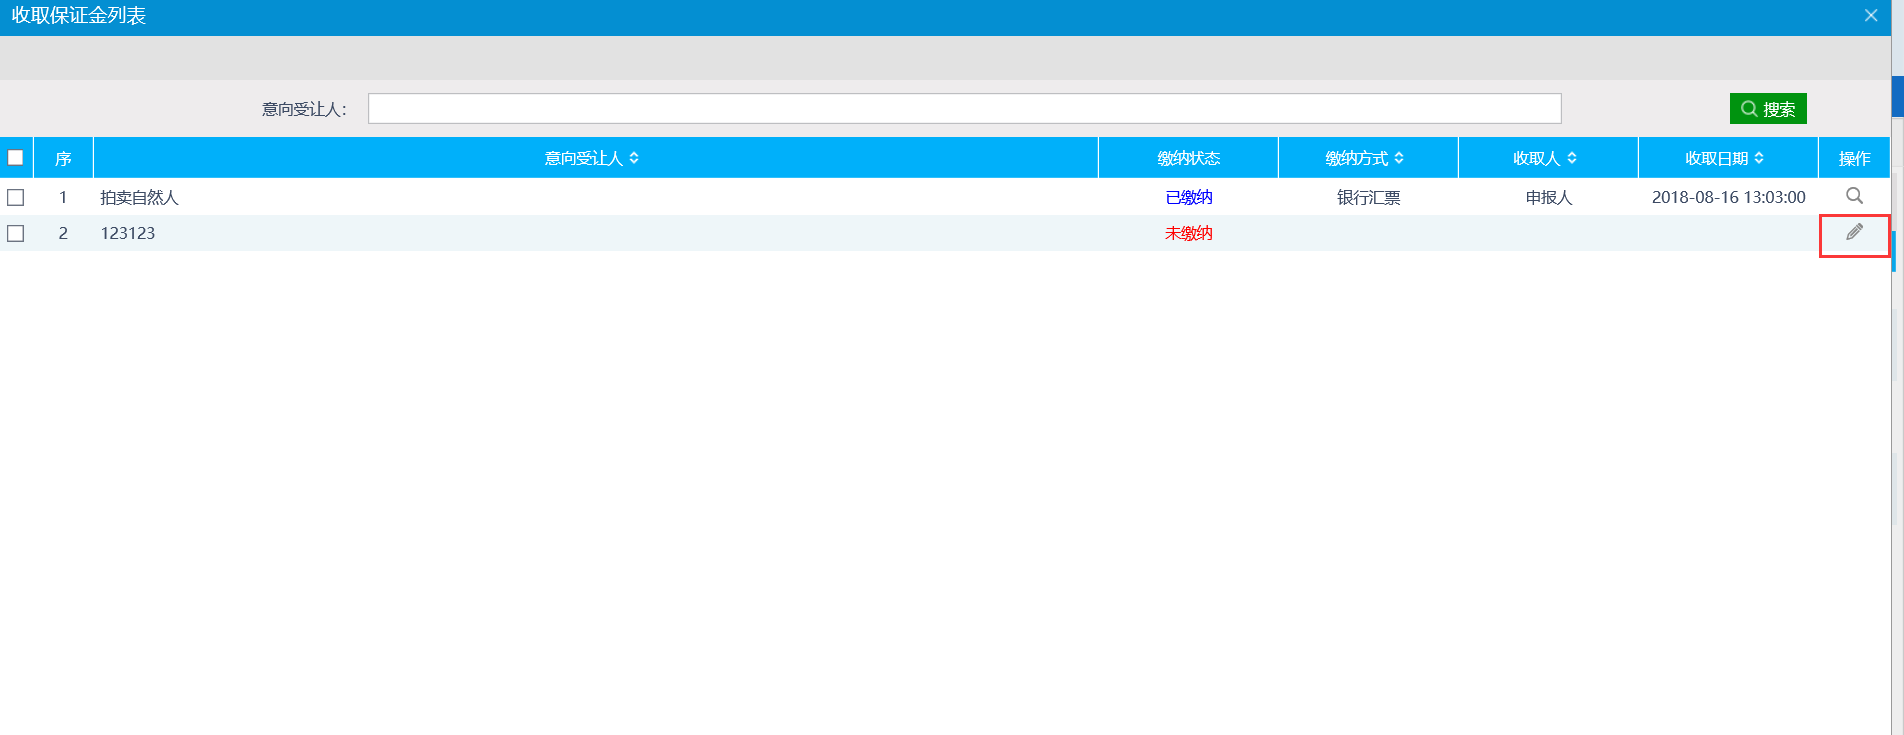 收取保证金列表
意向受让人：
搜索
序 意向受让人 缴纳状态 缴纳方式 收取人 收取日期 操作
1 拍卖自然人 已缴纳 银行汇票 申报人 2018-08-16 13:03:00
2 123123 未缴纳